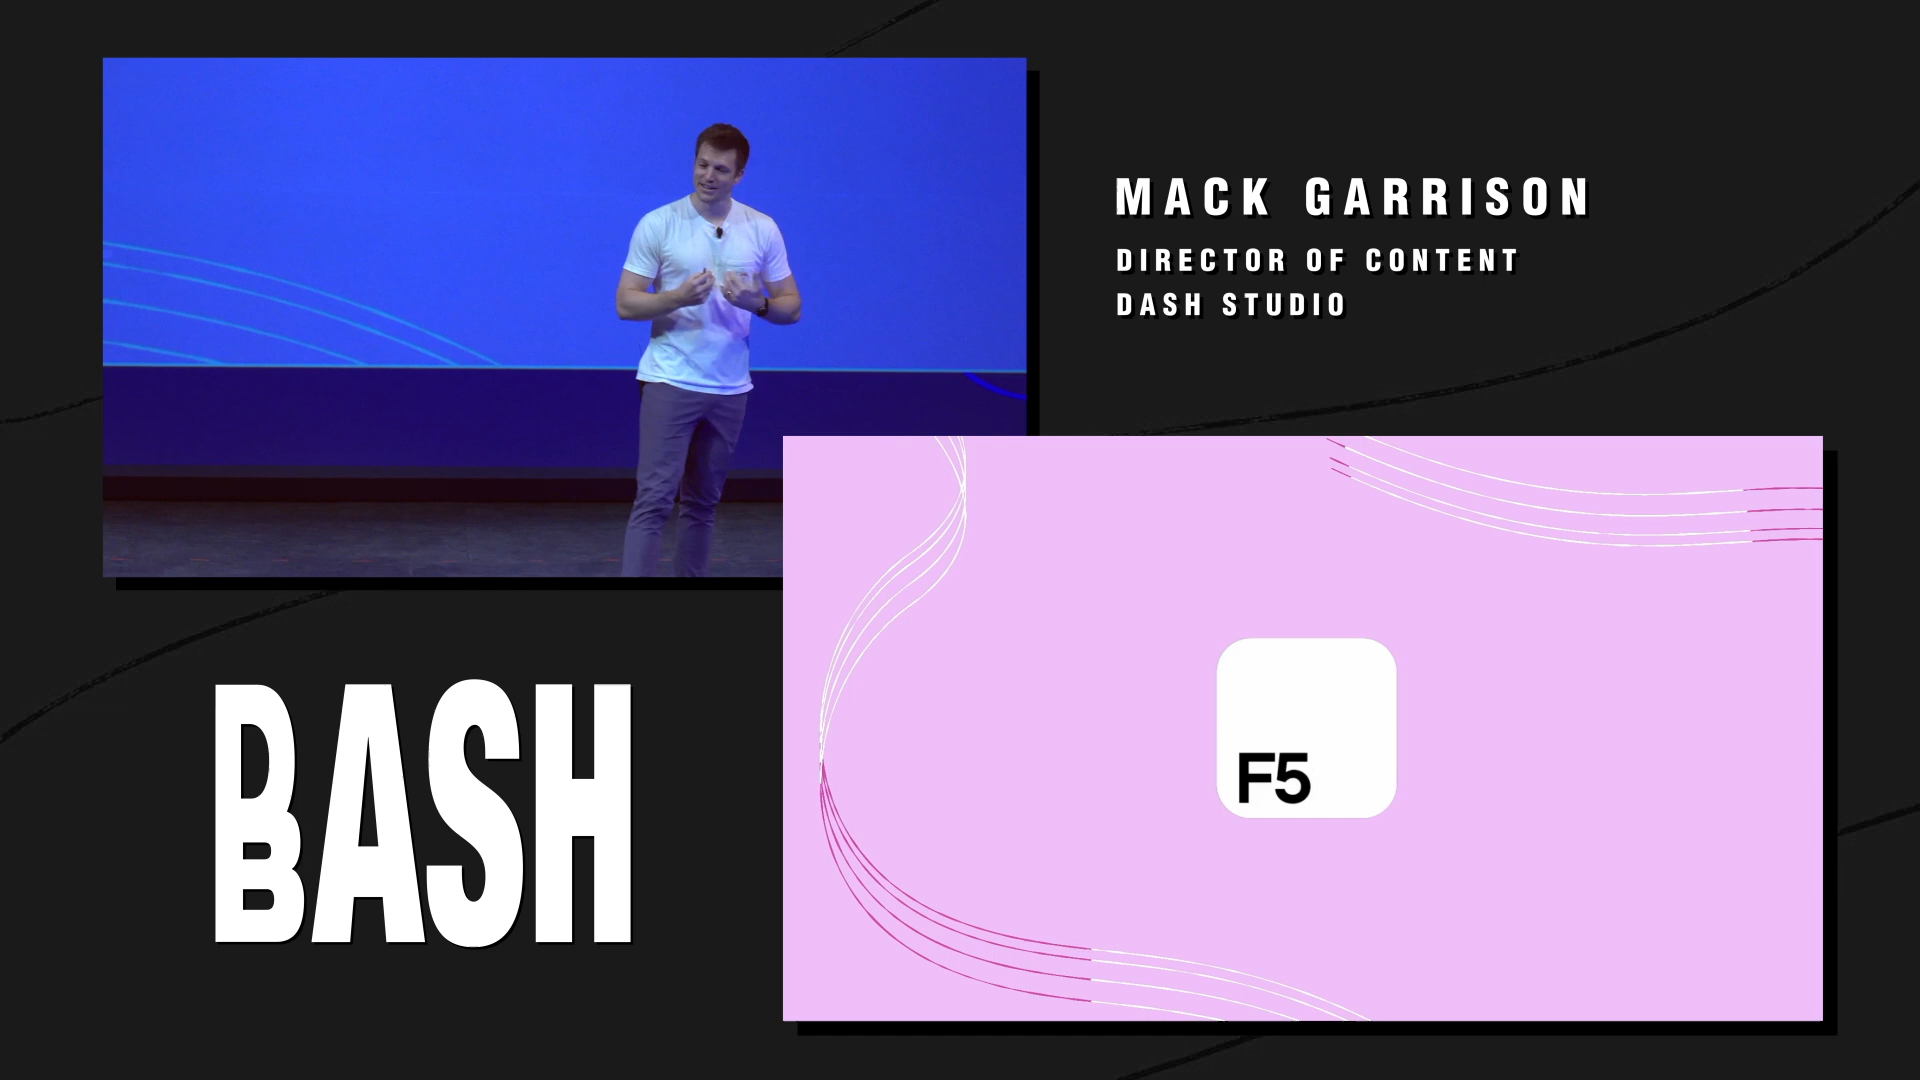 MACK GARRISON
DIRECTOR OF CONTENT
DASH STUDIO
F5
BASH